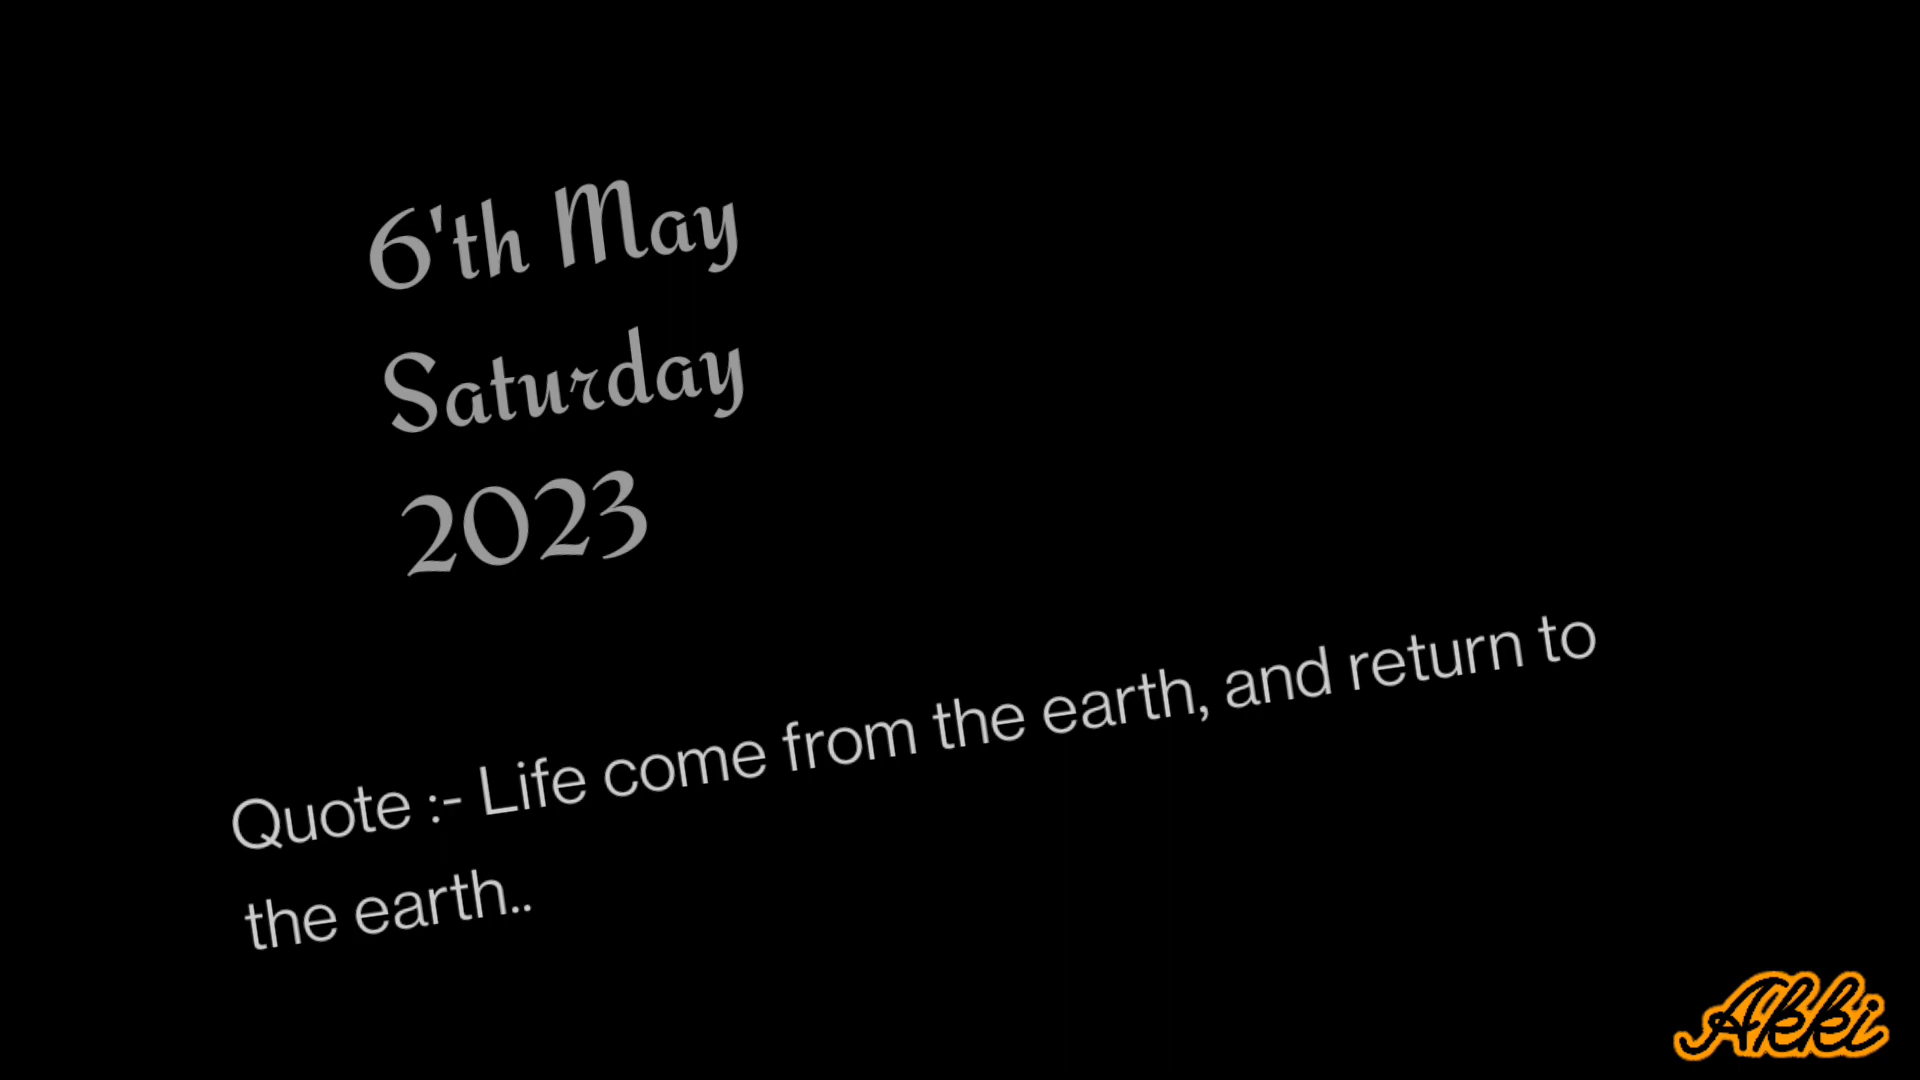 6'th May
Saturday
2023
Quote :- Life come from the earth, and return to
the earth..
Akki